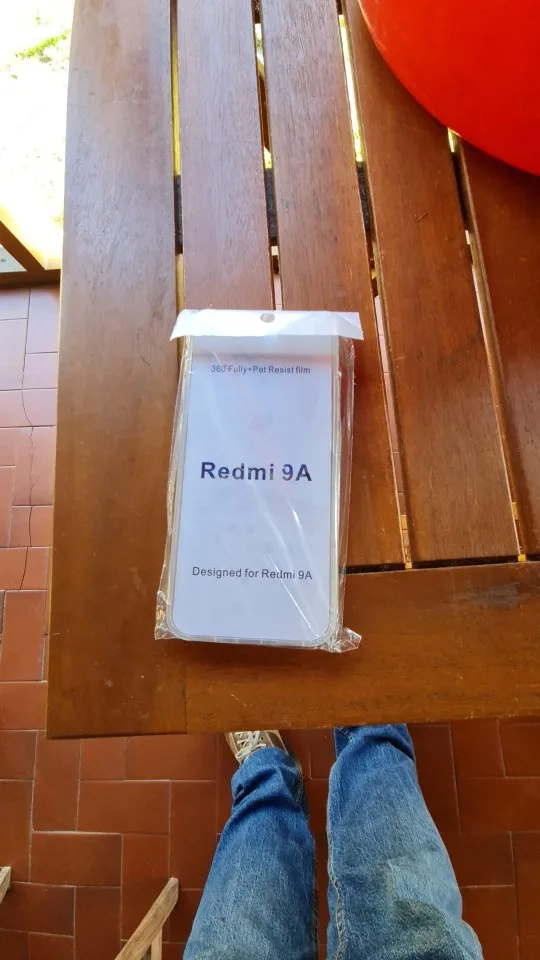 360°Fully+Pet Resist film
Redmi 9A
Designed for Redmi 9A